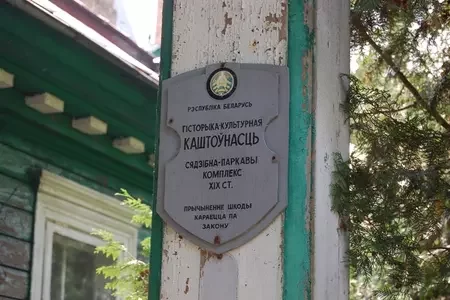 РЭСПУБЛІКА БЕЛАРУСЬ
ГІСТОРЫКА-КУЛЬТУРНАЯ
КАШТОЎНАСЦЬ
СЯДЗІБНА-ПАРКАВЫ
КОМПЛЕКС
XIX СТ.
ПРЫЧЫНЕННЕ ШКОДЫ
КАРАЕЦЦА ПА
ЗАКОНУ